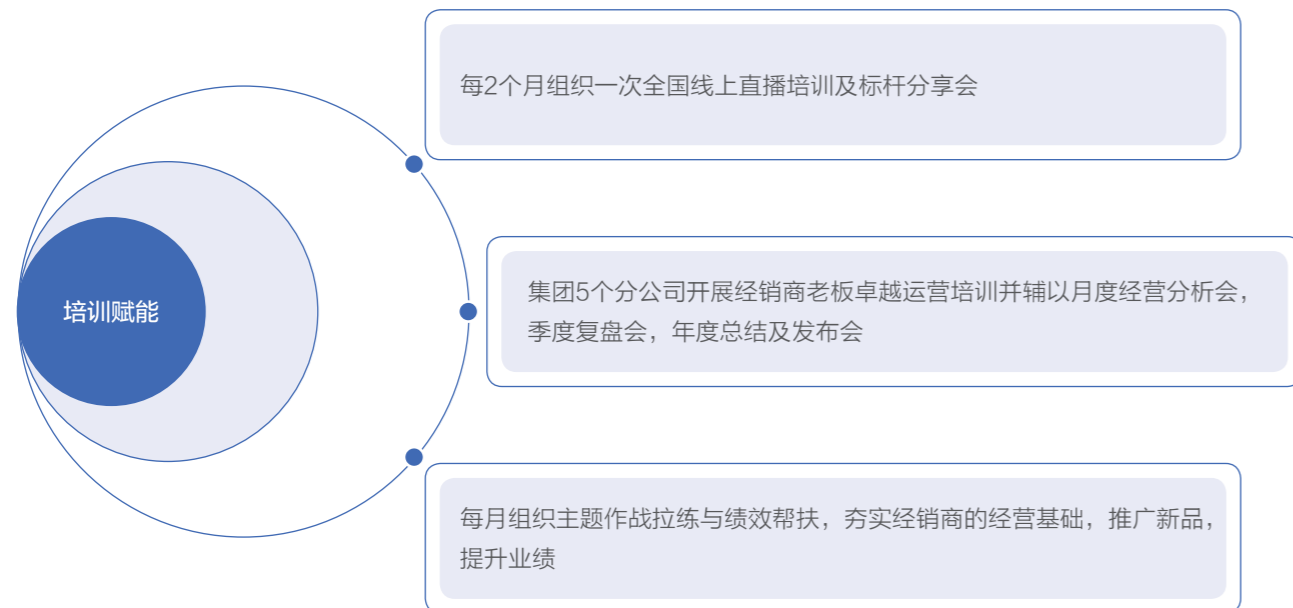 每2个月组织一次全国线上直播培训及标杆分享会
培训赋能
集团5个分公司开展经销商老板卓越运营培训并辅以月度经营分析会，
季度复盘会，年度总结及发布会
每月组织主题作战拉练与绩效帮扶，夯实经销商的经营基础，推广新品，
提升业绩